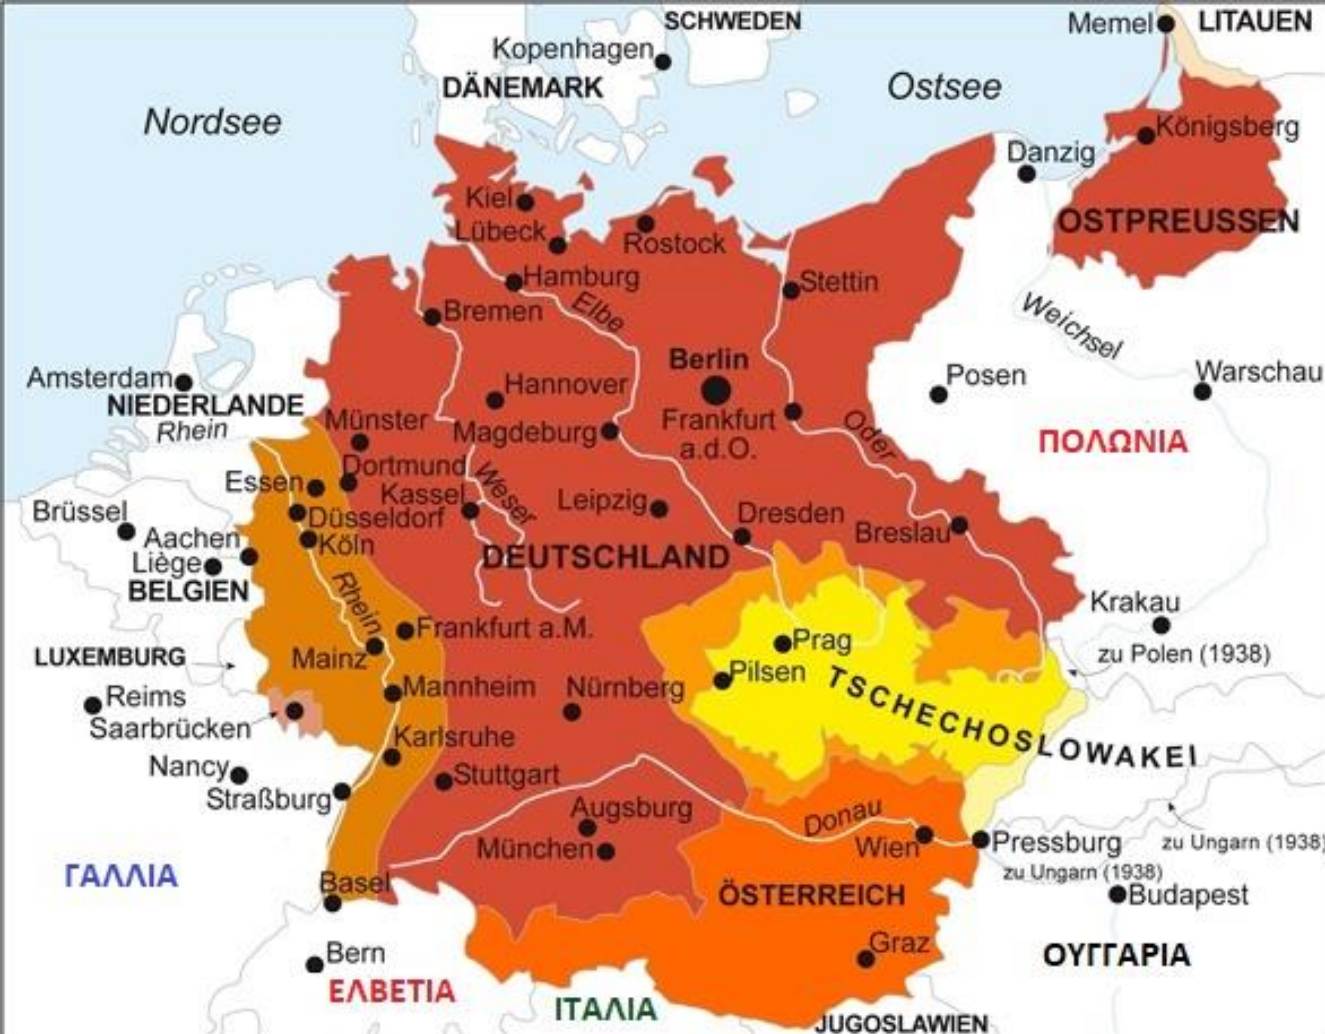 SCHWEDEN
Memel
LITAUEN
Kopenhagen
DÄNEMARK
Ostsee
Nordsee
Königsberg
Danzig
Kiel
OSTPREUSSEN
Lübeck
Rostock
Hamburg
Stettin
Elbe
Bremen
Weichsel
Berlin
Amsterdam
Hannover
Posen
Warschau
NIEDERLANDE
Rhein
Münster
Magdeburg
Frankfurt
a.d.O.
Oder
ΠΟΛΩΝΙΑ
Dortmund
Essen
Kassel
Weser
Leipzig
Brüssel
Düsseldorf
Dresden
Breslau
Aachen
Köln
Liège
DEUTSCHLAND
BELGIEN
Rhein
Krakau
Frankfurt a.M.
Prag
LUXEMBURG
Mainz
zu Polen (1938)
Pilsen
Reims
Mannheim
Nürnberg
TSCHECHOSLOWAKEI
Saarbrücken
Karlsruhe
Nancy
Stuttgart
Straßburg
Augsburg
Donau
München
Wien
Pressburg
zu Ungarn (1938)
zu Ungarn (1938)
ΓΑΛΛΙΑ
Basel
ÖSTERREICH
Budapest
Bern
Graz
ΟΥΓΓΑΡΙΑ
ΕΛΒΕΤΙΑ
ΙΤΑΛΙΑ
JUGOSLAWIEN